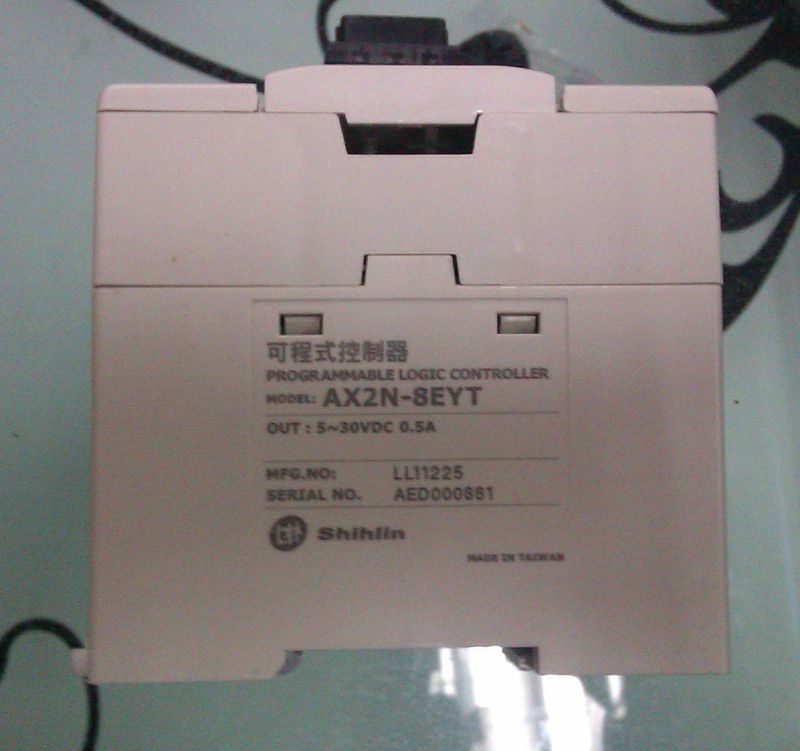 可程式控制器
PROGRAMMABLE LOGIC CONTROLLER
MODEL: AX2N-8EYT
OUT : 5~30VDC 0.5A
MFG.NO: LL11225
SERIAL NO. AED000661
Shihlin
MADE IN TAIWAN